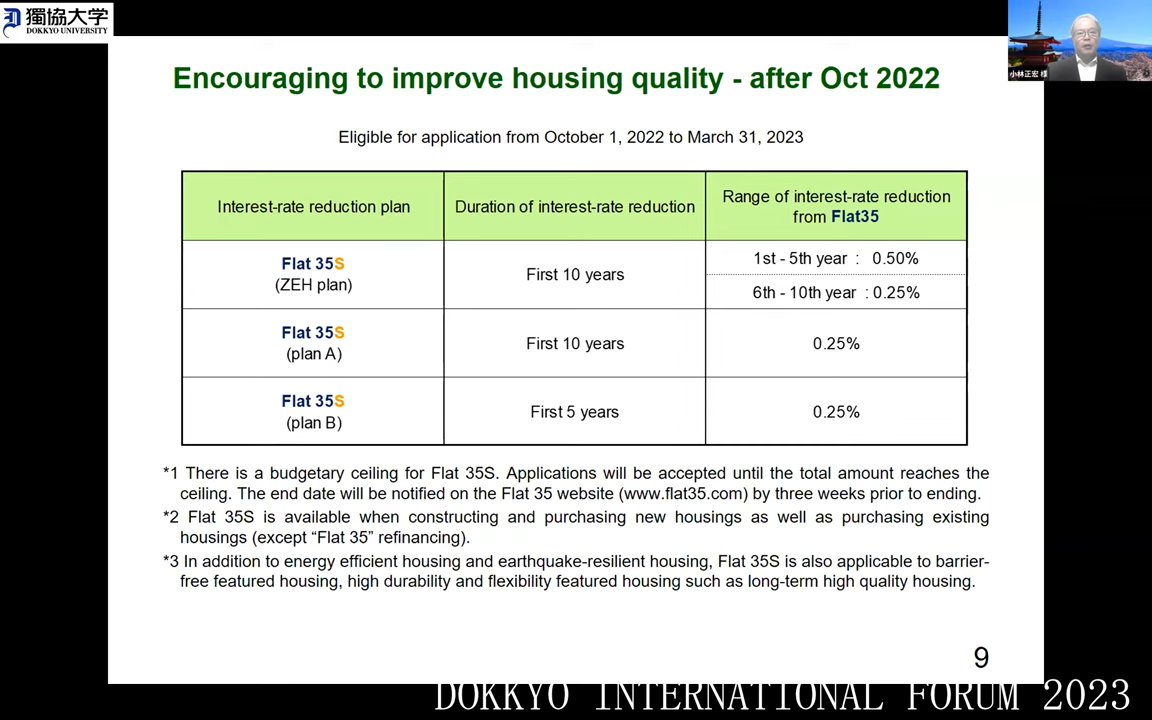 獨協大学
DOKKYO UNIVERSITY
小林正宏 様
Encouraging to improve housing quality - after Oct 2022
Eligible for application from October 1, 2022 to March 31, 2023
Interest-rate reduction plan
Duration of interest-rate reduction
Range of interest-rate reduction
from Flat35
Flat 35S
(ZEH plan)
First 10 years
1st - 5th year : 0.50%
6th - 10th year : 0.25%
Flat 35S
(plan A)
First 10 years
0.25%
Flat 35S
(plan B)
First 5 years
0.25%
*1 There is a budgetary ceiling for Flat 35S. Applications will be accepted until the total amount reaches the
ceiling. The end date will be notified on the Flat 35 website (www.flat35.com) by three weeks prior to ending.
*2 Flat 35S is available when constructing and purchasing new housings as well as purchasing existing
housings (except “Flat 35” refinancing).
*3 In addition to energy efficient housing and earthquake-resilient housing, Flat 35S is also applicable to barrier-
free featured housing, high durability and flexibility featured housing such as long-term high quality housing.
9
DOKKYO INTERNATIONAL FORUM 2023